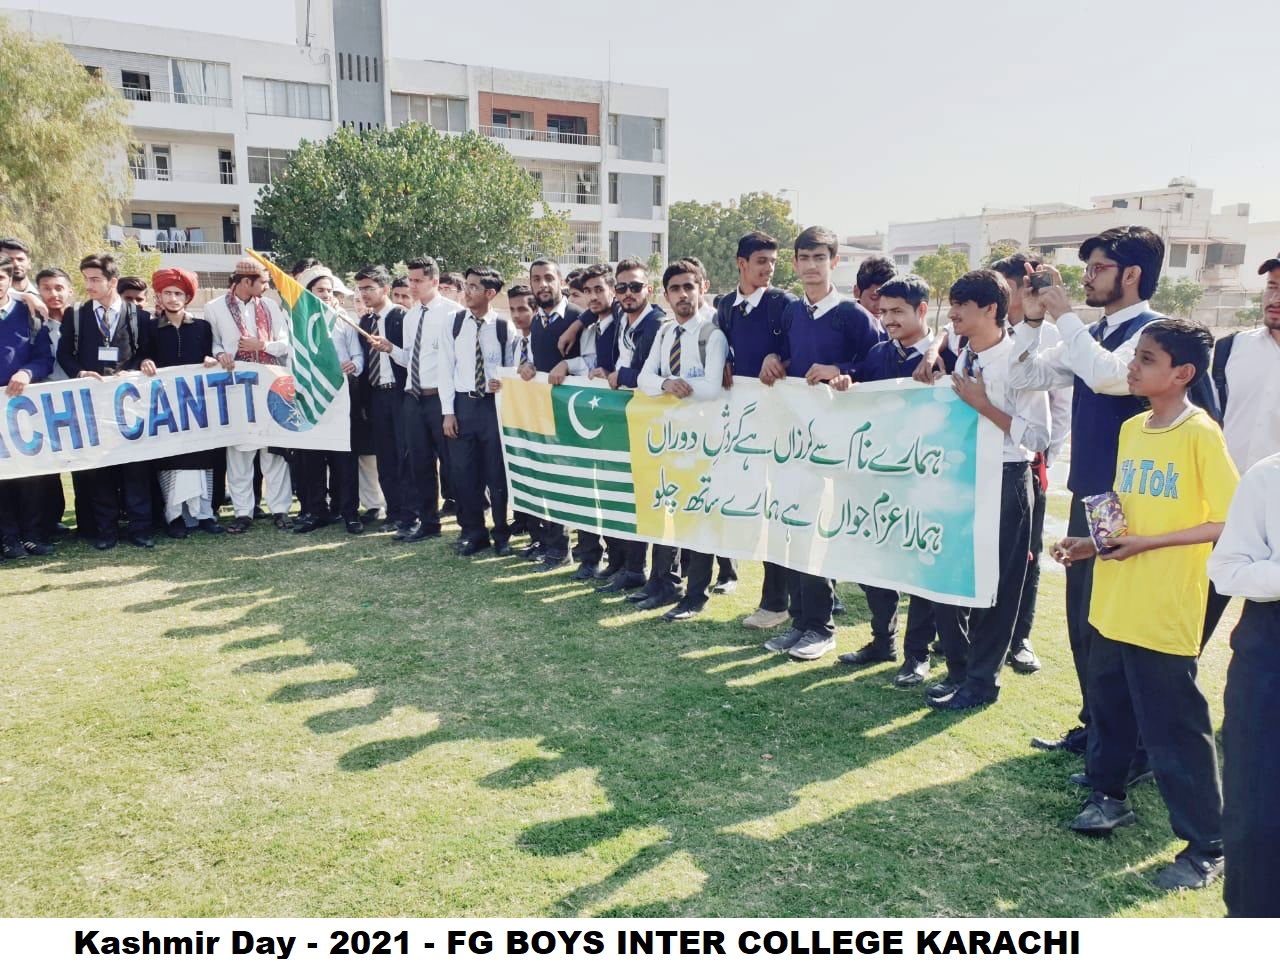 ACHI CANTT
ہمارے نام سے لرزاں ہے گردشِ دوراں
ہمارا عزم جواں ہے ہمارے ساتھ چلو
Tik Tok
Kashmir Day - 2021 - FG BOYS INTER COLLEGE KARACHI